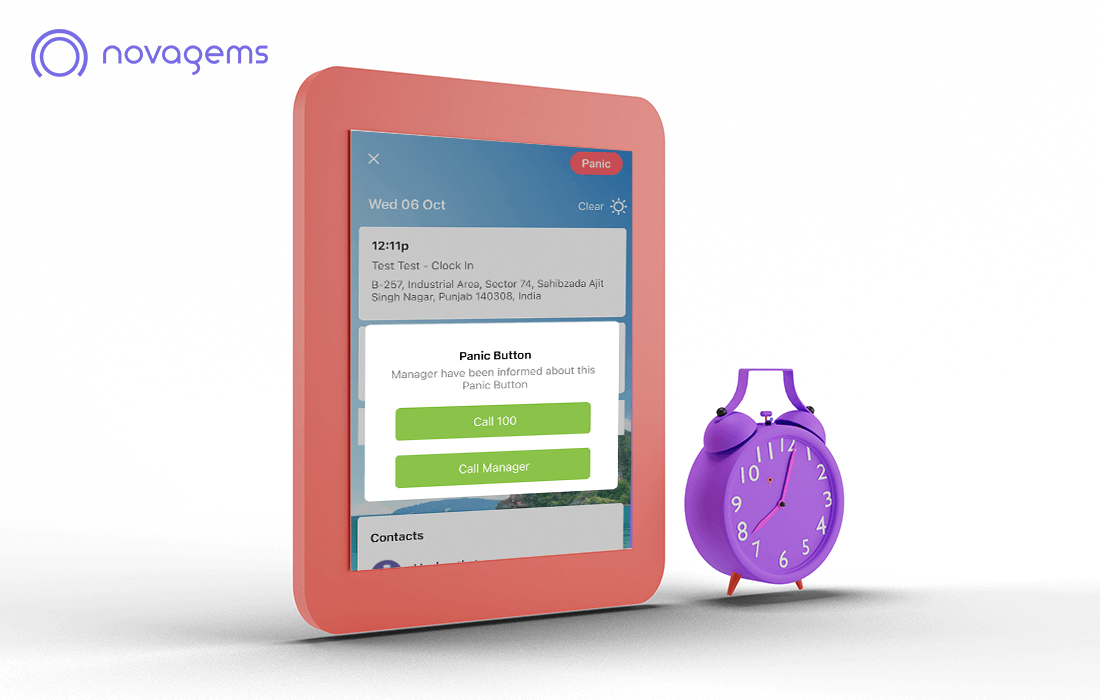 novagems
Panic
Wed 06 Oct
Clear
12:11p
Test Test - Clock In
B-257, Industrial Area, Sector 74, Sahibzada Ajit
Singh Nagar, Punjab 140308, India
Panic Button
Manager have been informed about this
Panic Button
Call 100
Call Manager
Contacts
11 12
10 2
9 3
8 4
7 6 5